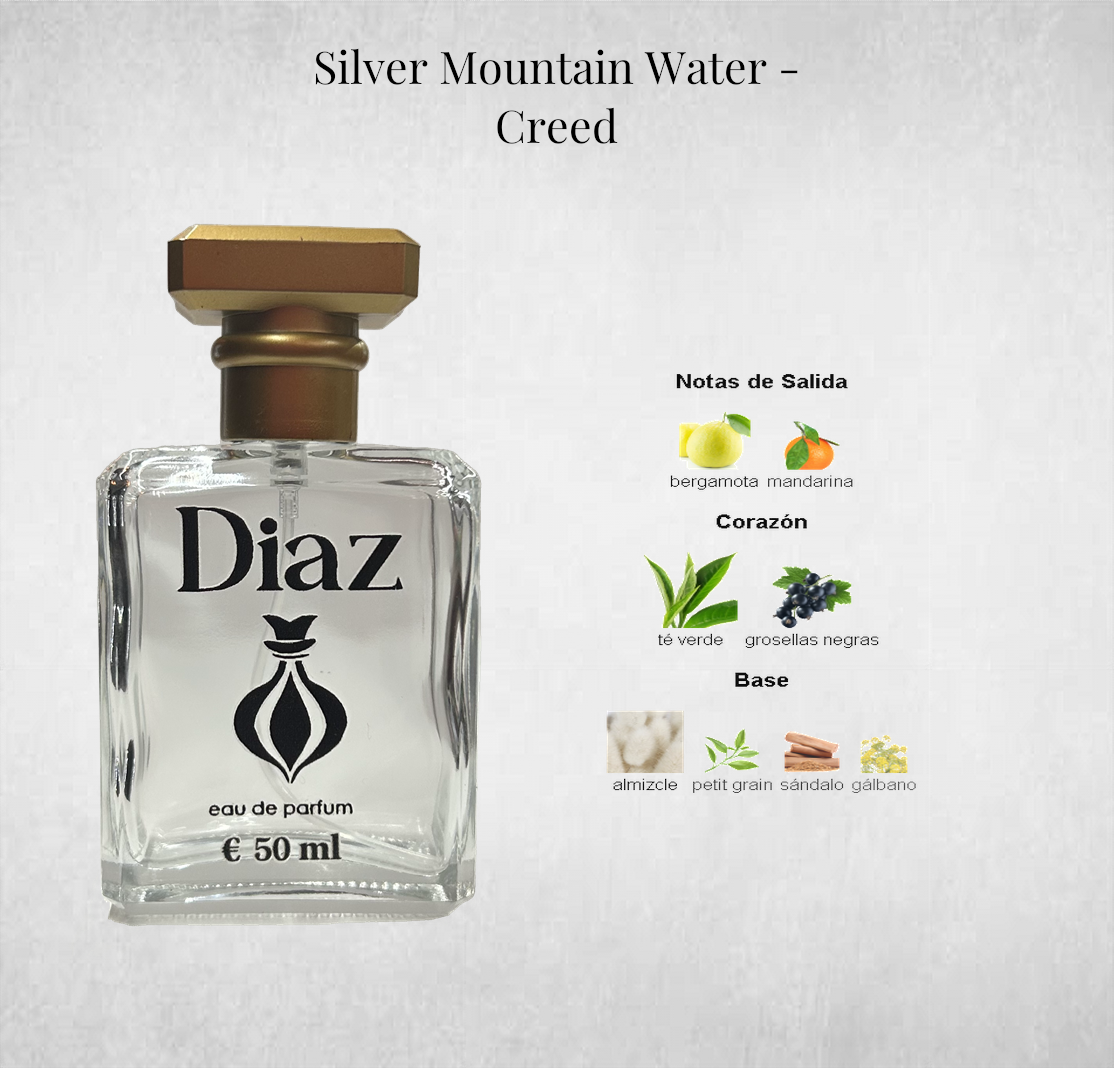 Silver Mountain Water -
Creed
Diaz
eau de parfum
€ 50 ml
Notas de Salida
bergamota mandarina
Corazón
té verde grosellas negras
Base
almizcle petit grain sándalo gálbano